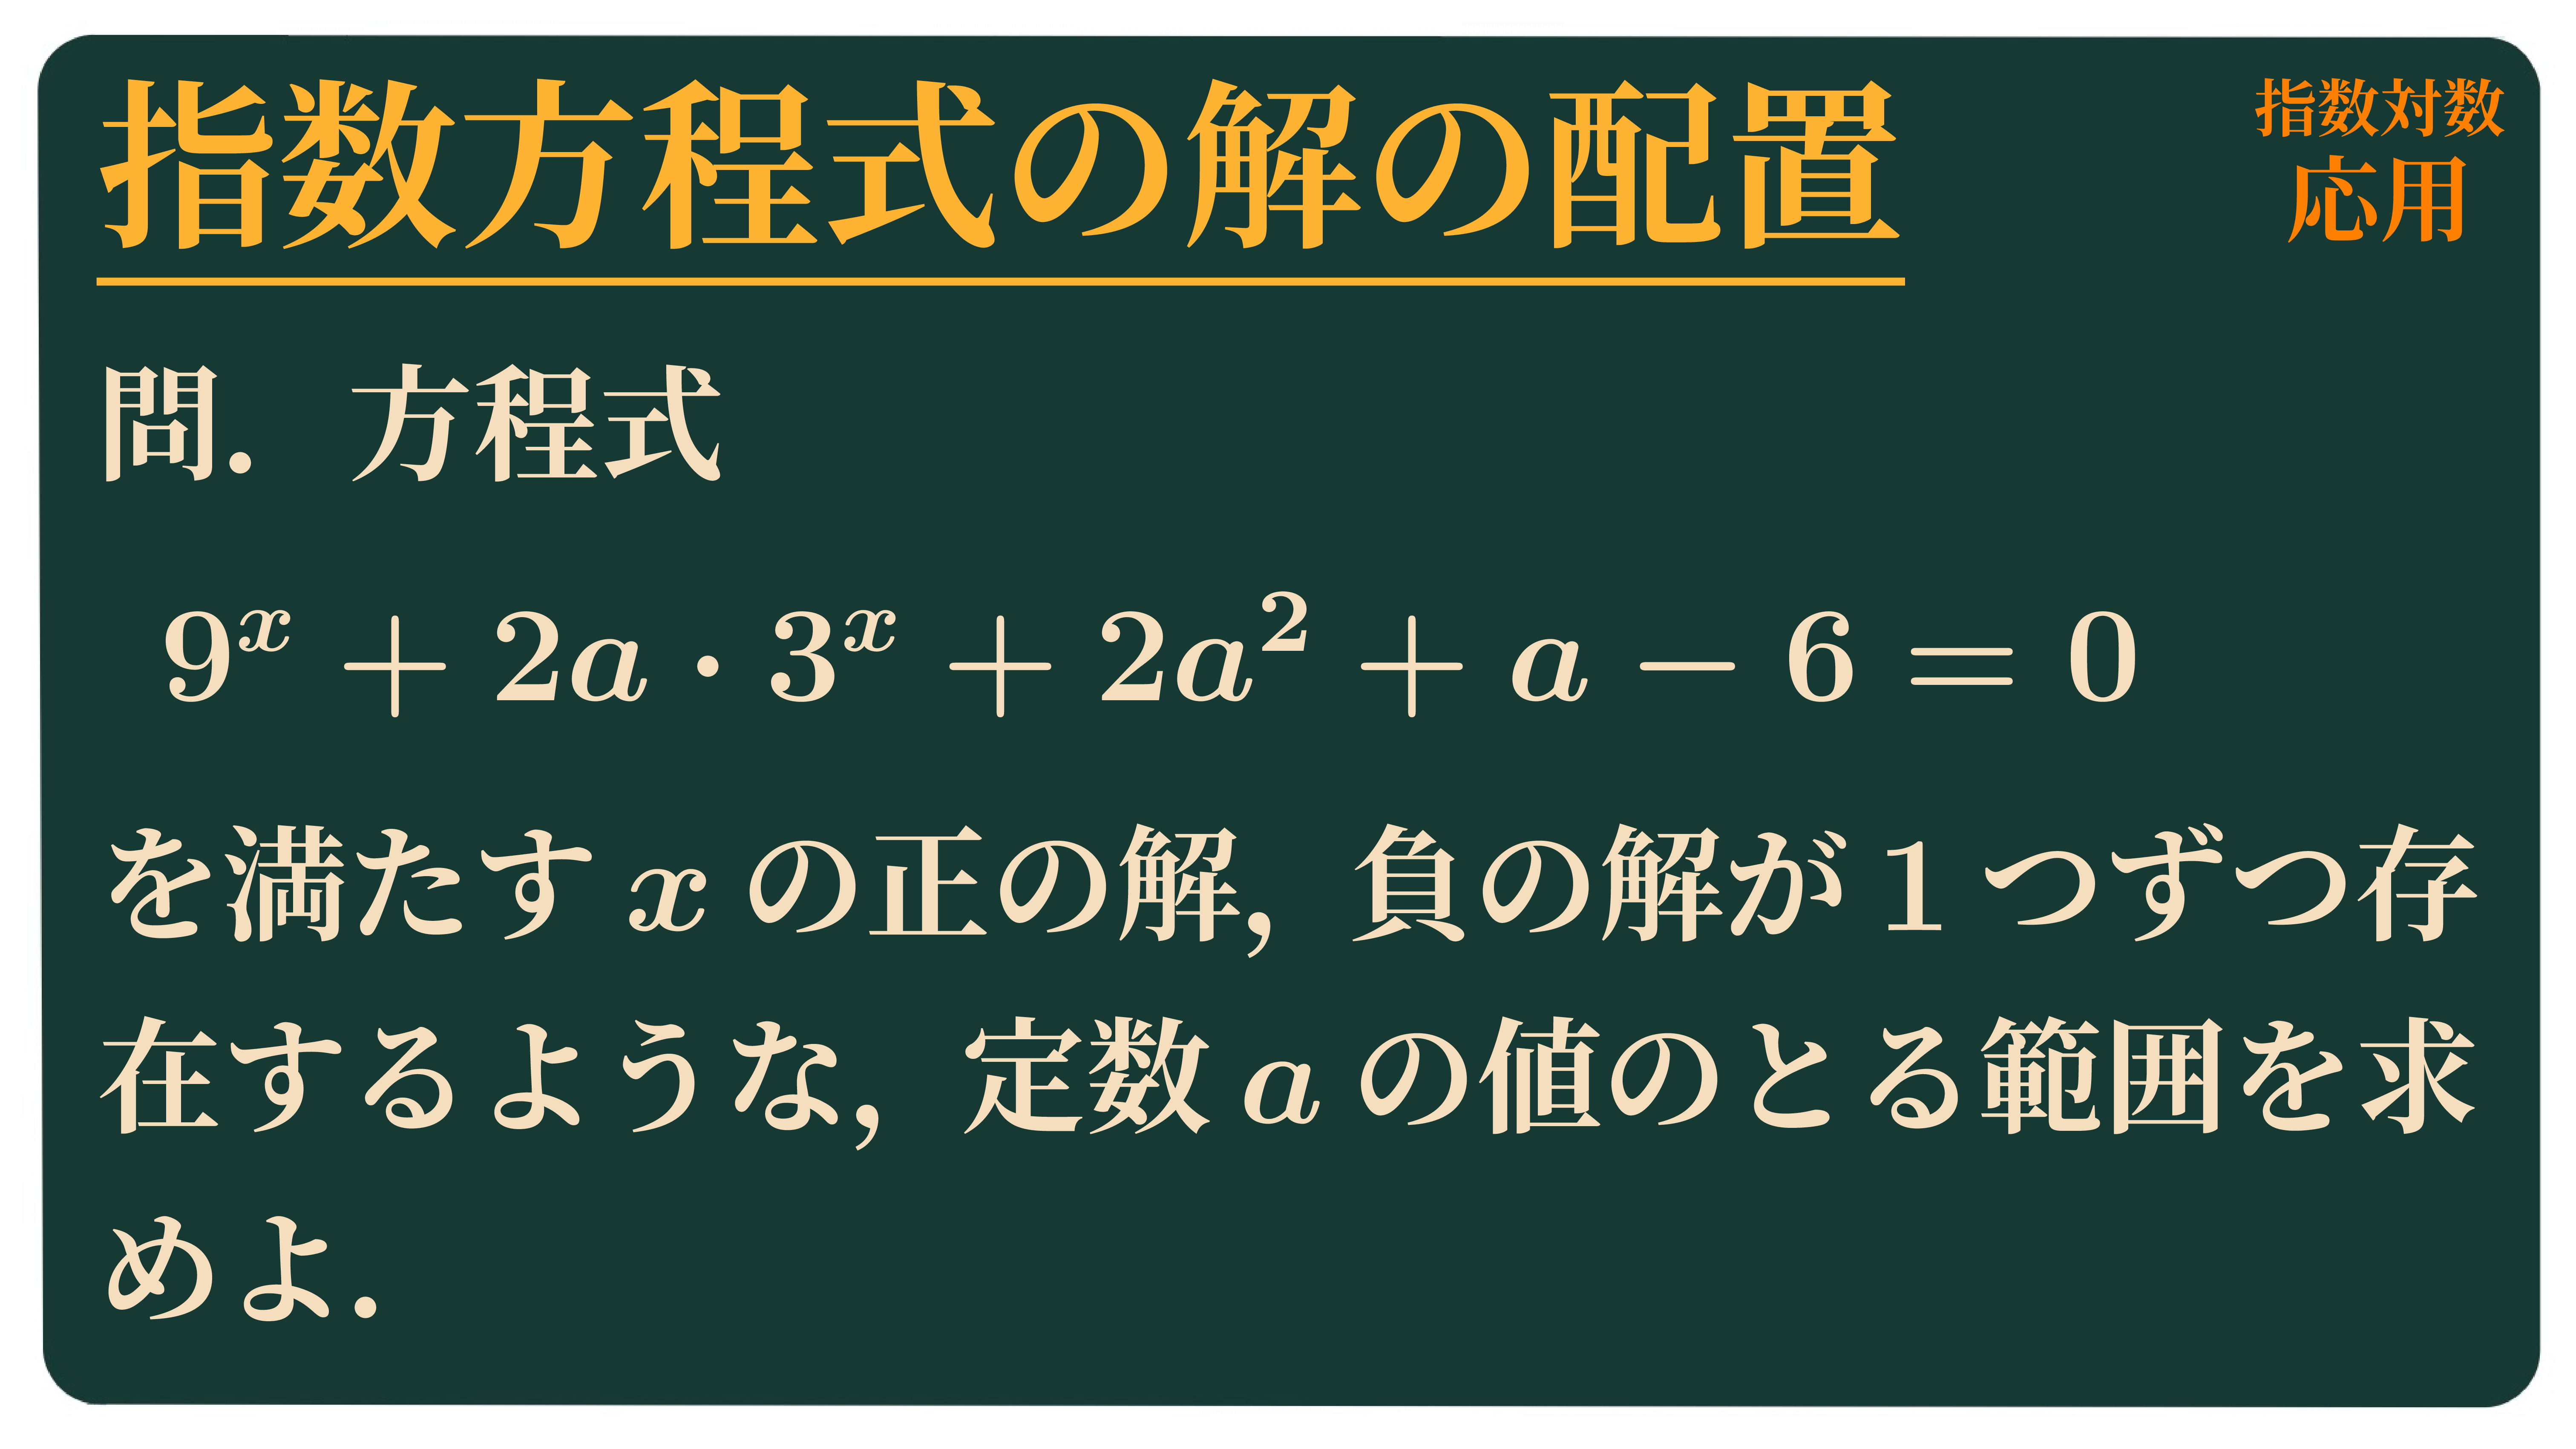 指数方程式の解の配置
指数対数
応用
問. 方程式
9^x + 2a · 3^x + 2a^2 + a − 6 = 0
を満たす x の正の解, 負の解が 1 つずつ存
在するような, 定数 a の値のとる範囲を求
めよ.